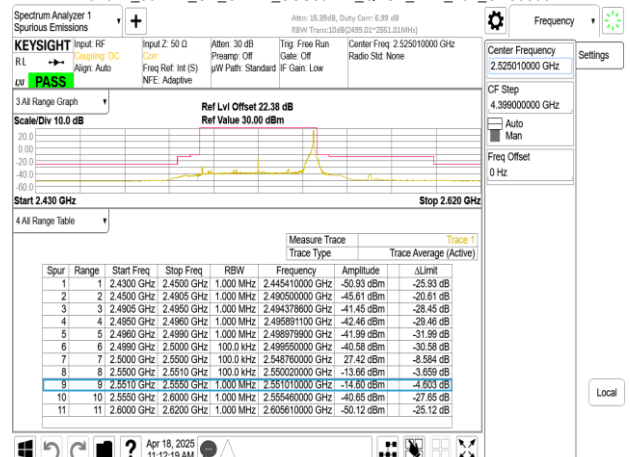 Spectrum Analyzer 1
Spurious Emissions
Atten: 15.39dB, Duty Corr: 6.99 dB
RBW Trans:10dB(2499.01~2551.01MHz)
Frequency
KEYSIGHT
Input: RF
Input Z: 50 Ω
Atten: 30 dB
Trig: Free Run
Center Freq: 2.525010000 GHz
RL
Coupling: DC
Corr
Preamp: Off
Gate: Off
Radio Std: None
Align: Auto
Freq Ref: Int (S)
µW Path: Standard
IF Gain: Low
LXI
PASS
NFE: Adaptive
Center Frequency
2.525010000 GHz
Settings
CF Step
4.399000000 GHz
Auto
Man
Freq Offset
0 Hz
3 All Range Graph
Ref Lvl Offset 22.38 dB
Scale/Div 10.0 dB
Ref Value 30.00 dBm
20.0
0.00
-20.0
-40.0
-60.0
Start 2.430 GHz
Stop 2.620 GHz
4 All Range Table
Measure Trace
Trace 1
Trace Type
Trace Average (Active)
Spur Range Start Freq Stop Freq RBW Frequency Amplitude ΔLimit
1 1 2.4300 GHz 2.4500 GHz 1.000 MHz 2.445410000 GHz -50.93 dBm -25.93 dB
2 2 2.4500 GHz 2.4905 GHz 1.000 MHz 2.490500000 GHz -45.61 dBm -20.61 dB
3 3 2.4905 GHz 2.4950 GHz 1.000 MHz 2.494378600 GHz -41.45 dBm -28.45 dB
4 4 2.4950 GHz 2.4960 GHz 1.000 MHz 2.495891100 GHz -42.46 dBm -29.46 dB
5 5 2.4960 GHz 2.4990 GHz 1.000 MHz 2.498979900 GHz -41.99 dBm -31.99 dB
6 6 2.4990 GHz 2.5000 GHz 100.0 kHz 2.499550000 GHz -40.58 dBm -30.58 dB
7 7 2.5000 GHz 2.5500 GHz 100.0 kHz 2.548760000 GHz 27.42 dBm -8.584 dB
8 8 2.5500 GHz 2.5510 GHz 100.0 kHz 2.550020000 GHz -13.66 dBm -3.659 dB
9 9 2.5510 GHz 2.5550 GHz 1.000 MHz 2.551010000 GHz -14.60 dBm -4.603 dB
10 10 2.5550 GHz 2.6000 GHz 1.000 MHz 2.555460000 GHz -40.65 dBm -27.65 dB
11 11 2.6000 GHz 2.6200 GHz 1.000 MHz 2.605610000 GHz -50.12 dBm -25.12 dB
Local
Apr 18, 2025
11:12:19 AM